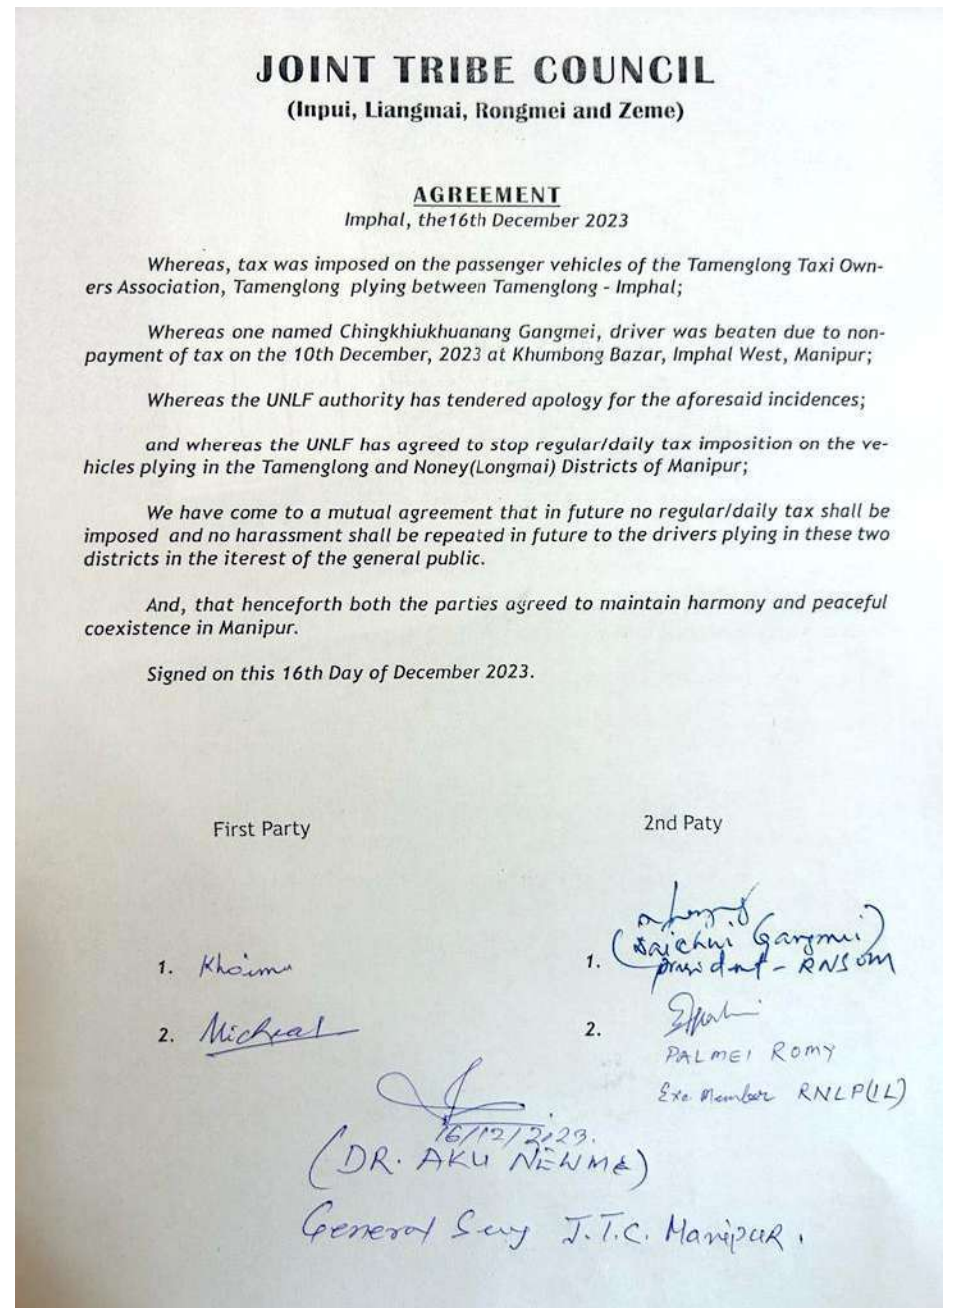 JOINT TRIBE COUNCIL
(Inpui, Liangmai, Rongmei and Zeme)
AGREEMENT
Imphal, the16th December 2023
Whereas, tax was imposed on the passenger vehicles of the Tamenglong Taxi Own-
ers Association, Tamenglong plying between Tamenglong - Imphal;
Whereas one named Chingkhiukhuanang Gangmei, driver was beaten due to non-
payment of tax on the 10th December, 2023 at Khumbong Bazar, Imphal West, Manipur;
Whereas the UNLF authority has tendered apology for the aforesaid incidences;
and whereas the UNLF has agreed to stop regular/daily tax imposition on the ve-
hicles plying in the Tamenglong and Noney(Longmai) Districts of Manipur;
We have come to a mutual agreement that in future no regular/daily tax shall be
imposed and no harassment shall be repeated in future to the drivers plying in these two
districts in the iterest of the general public.
And, that henceforth both the parties agreed to maintain harmony and peaceful
coexistence in Manipur.
Signed on this 16th Day of December 2023.
First Party
2nd Paty
1. Khoimu
1. (Daichui Gangmei)
president - RNSOM
2. Micheal
2.
PALMEI ROMY
Exe Member RNLP(IL)
16/12/2023.
(DR. AKU NEWME)
General Secy J.T.C. Manipur.